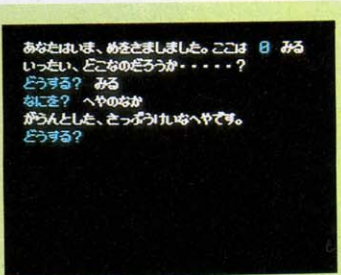 あなたはいま、めをさましました。ここは 0 みる
いったい、どこなのだろうか・・・・・?
どうする? みる
なにを? へやのなか
がらんとした、さっぷうけいなへやです。
どうする?